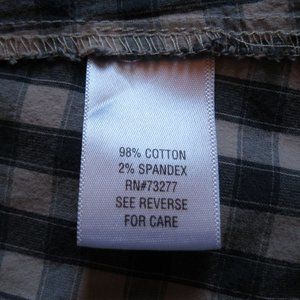 98% COTTON
2% SPANDEX
RN#73277
SEE REVERSE
FOR CARE